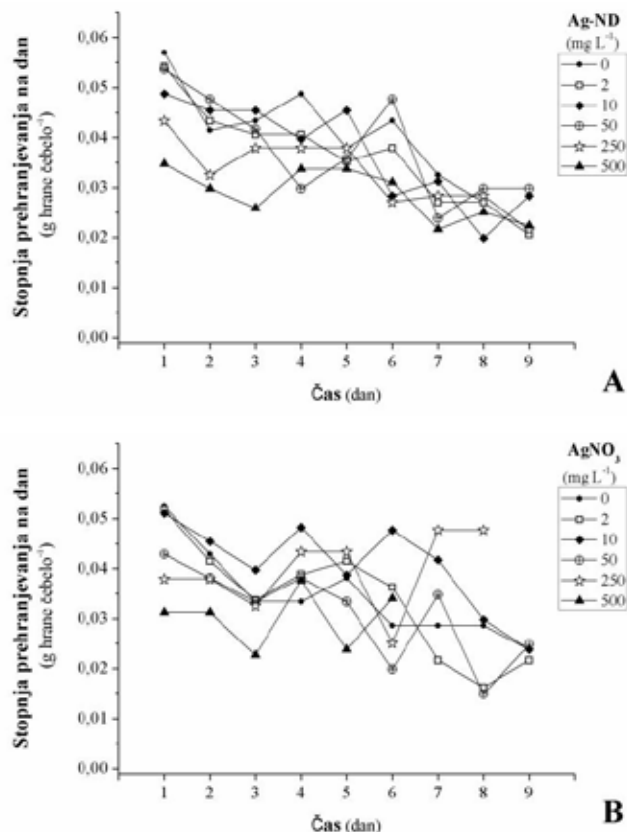 Ag-ND
(mg L⁻¹)
0
2
10
50
250
500
0,06
0,05
0,04
0,03
0,02
0,01
0,00
Stopnja prehranjevanja na dan
(g hrane čebelo⁻¹)
1 2 3 4 5 6 7 8 9
Čas (dan)
A
AgNO₃
(mg L⁻¹)
0
2
10
50
250
500
0,06
0,05
0,04
0,03
0,02
0,01
0,00
Stopnja prehranjevanja na dan
(g hrane čebelo⁻¹)
1 2 3 4 5 6 7 8 9
Čas (dan)
B